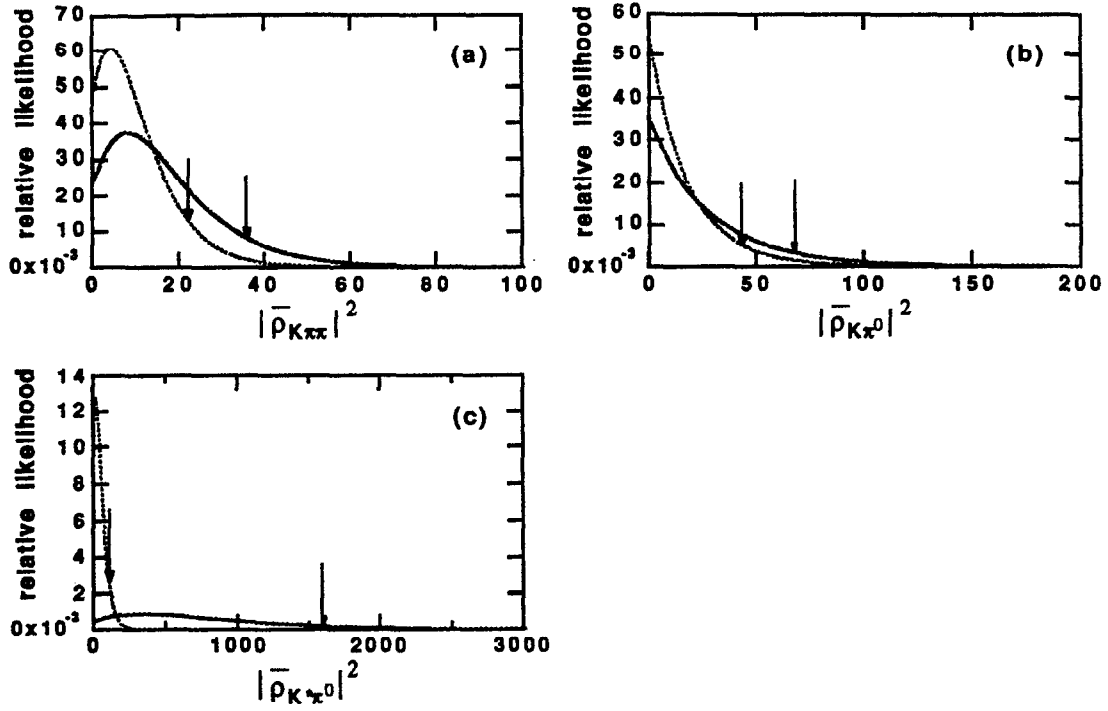 relative likelihood
70
60
50
40
30
20
10
0x10⁻³
(a)
0 20 40 60 80 100
|ρ̅Kππ|²
relative likelihood
60
50
40
30
20
10
0x10⁻³
(b)
0 50 100 150 200
|ρ̅Kπ⁰|²
relative likelihood
14
12
10
8
6
4
2
0x10⁻³
(c)
0 1000 2000 3000
|ρ̅K*π⁰|²